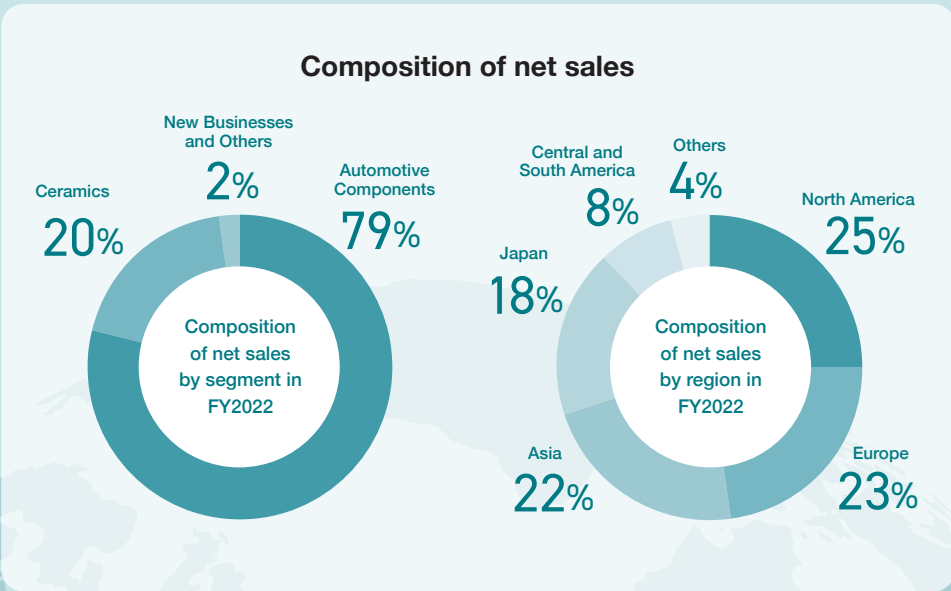 Composition of net sales
New Businesses
and Others
2%
Automotive
Components
79%
Ceramics
20%
Composition
of net sales
by segment in
FY2022
Central and
South America
8%
Others
4%
North America
25%
Japan
18%
Composition
of net sales
by region in
FY2022
Asia
22%
Europe
23%